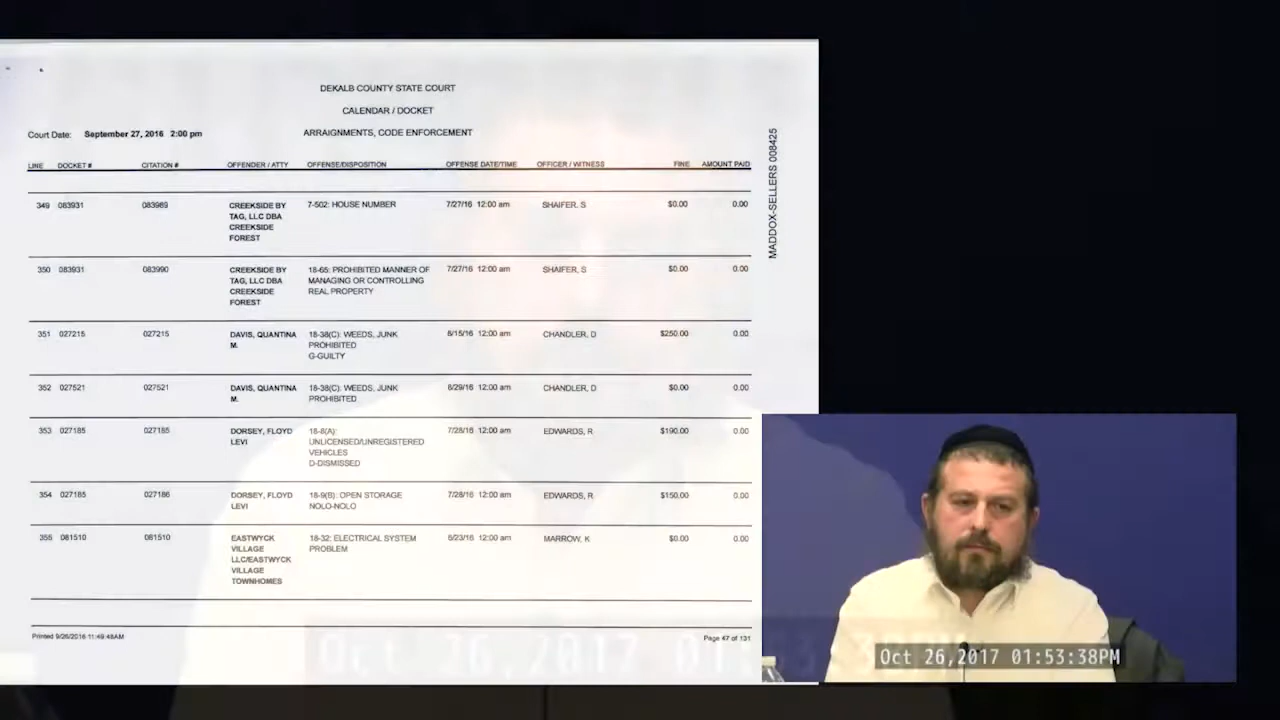 DEKALB COUNTY STATE COURT
CALENDAR / DOCKET
Court Date: September 27, 2016 2:00 pm ARRAIGNMENTS, CODE ENFORCEMENT
MADDOX-SELLERS 008425
LINE DOCKET # CITATION # OFFENDER / ATTY OFFENSE/DISPOSITION OFFENSE DATE/TIME OFFICER / WITNESS FINE AMOUNT PAID
349 083931 083989 CREEKSIDE BY 7-502: HOUSE NUMBER 7/27/16 12:00 am SHAIFER, S $0.00 0.00
TAG, LLC DBA
CREEKSIDE
FOREST
350 083931 083990 CREEKSIDE BY 18-65: PROHIBITED MANNER OF 7/27/16 12:00 am SHAIFER, S $0.00 0.00
TAG, LLC DBA MANAGING OR CONTROLLING
CREEKSIDE REAL PROPERTY
FOREST
351 027215 027215 DAVIS, QUANTINA 18-38(C): WEEDS, JUNK 8/15/16 12:00 am CHANDLER, D $250.00 0.00
M. PROHIBITED
G-GUILTY
352 027521 027521 DAVIS, QUANTINA 18-38(C): WEEDS, JUNK 8/29/16 12:00 am CHANDLER, D $0.00 0.00
M. PROHIBITED
353 027185 027185 DORSEY, FLOYD 18-8(A): 7/28/16 12:00 am EDWARDS, R $190.00 0.00
LEVI UNLICENSED/UNREGISTERED
VEHICLES
D-DISMISSED
354 027185 027186 DORSEY, FLOYD 18-9(B): OPEN STORAGE 7/28/16 12:00 am EDWARDS, R $150.00 0.00
LEVI NOLO-NOLO
355 081510 081510 EASTWYCK 18-32: ELECTRICAL SYSTEM 6/23/16 12:00 am MARROW, K $0.00 0.00
VILLAGE PROBLEM
LLC/EASTWYCK
VILLAGE
TOWNHOMES
Printed 9/26/2016 11:49:48AM Page 47 of 131
Oct 26,2017 01:53:38PM